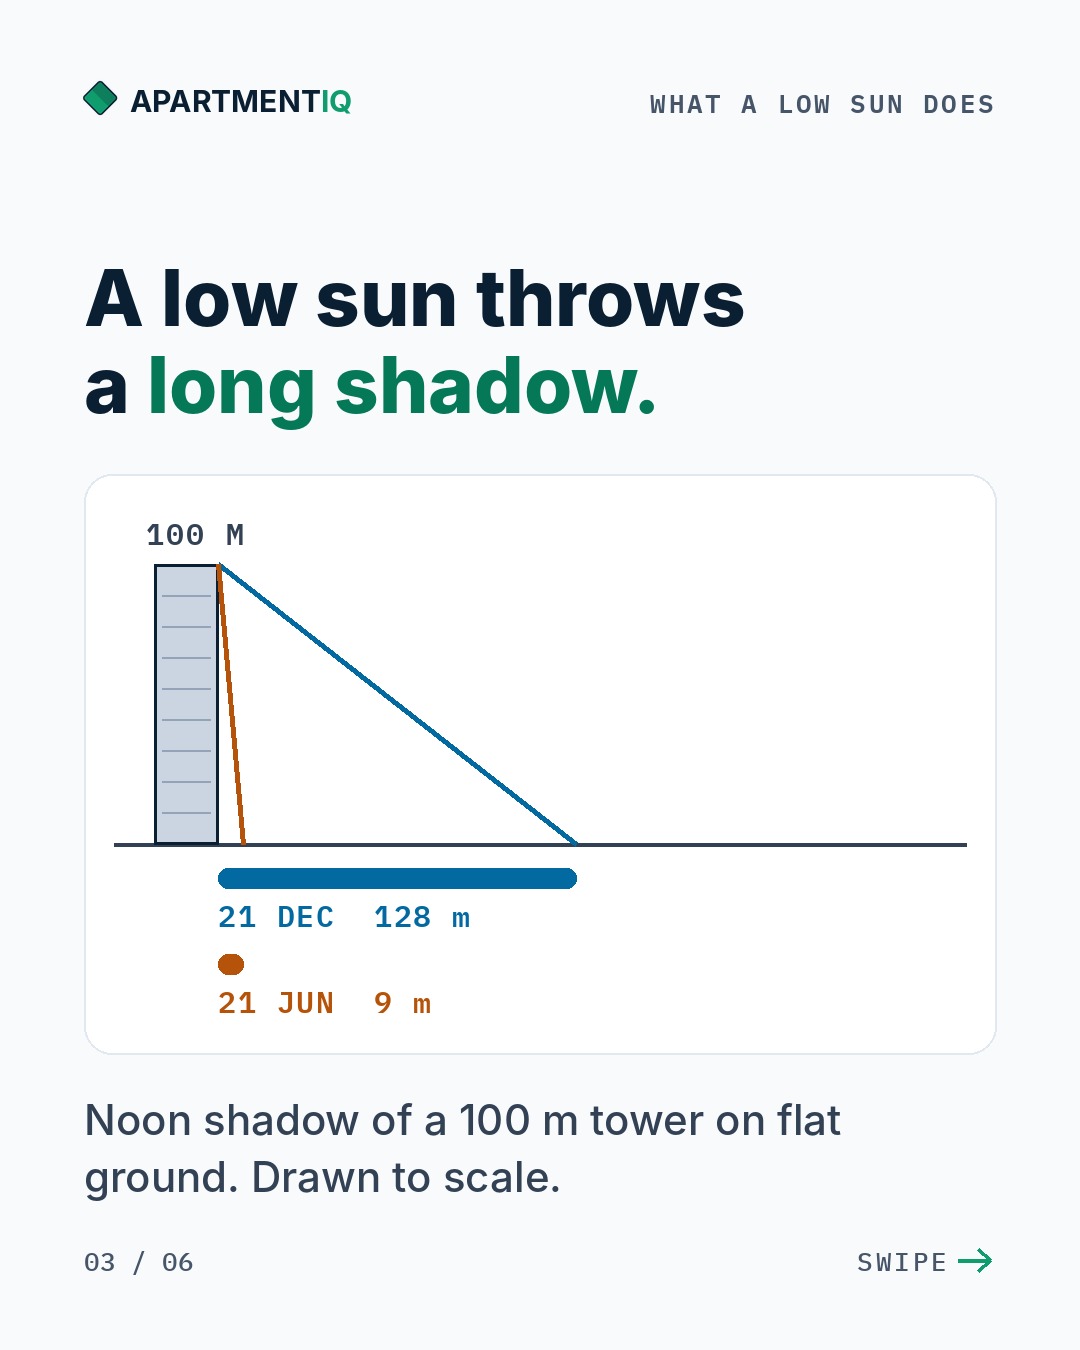 APARTMENTIQ
WHAT A LOW SUN DOES
A low sun throws
a long shadow.
100 M
21 DEC 128 m
21 JUN 9 m
Noon shadow of a 100 m tower on flat
ground. Drawn to scale.
03 / 06
SWIPE